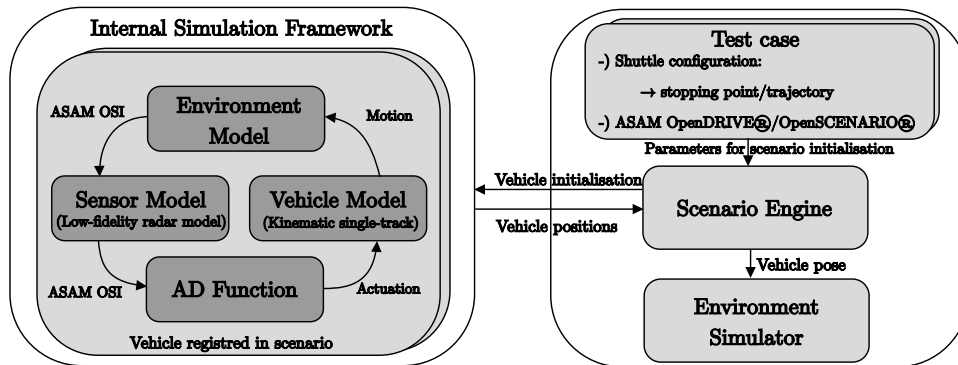 Internal Simulation Framework
ASAM OSI
Environment
Model
Motion
Sensor Model
(Low-fidelity radar model)
Vehicle Model
(Kinematic single-track)
ASAM OSI
AD Function
Actuation
Vehicle registred in scenario
Vehicle initialisation
Vehicle positions
Test case
-) Shuttle configuration:
→ stopping point/trajectory
-) ASAM OpenDRIVE®/OpenSCENARIO®
Parameters for scenario initialisation
Scenario Engine
Vehicle pose
Environment
Simulator